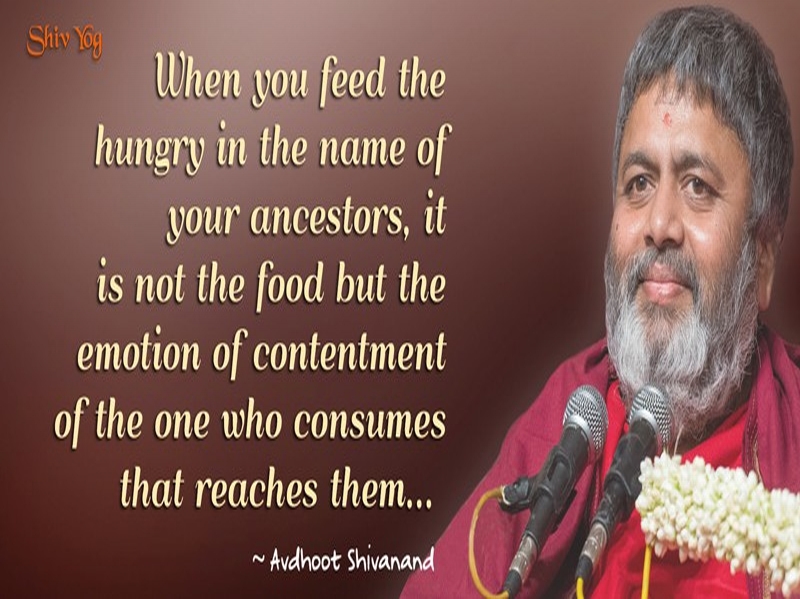 Shiv Yog
When you feed the
hungry in the name of
your ancestors, it
is not the food but the
emotion of contentment
of the one who consumes
that reaches them...
~ Avdhoot Shivanand